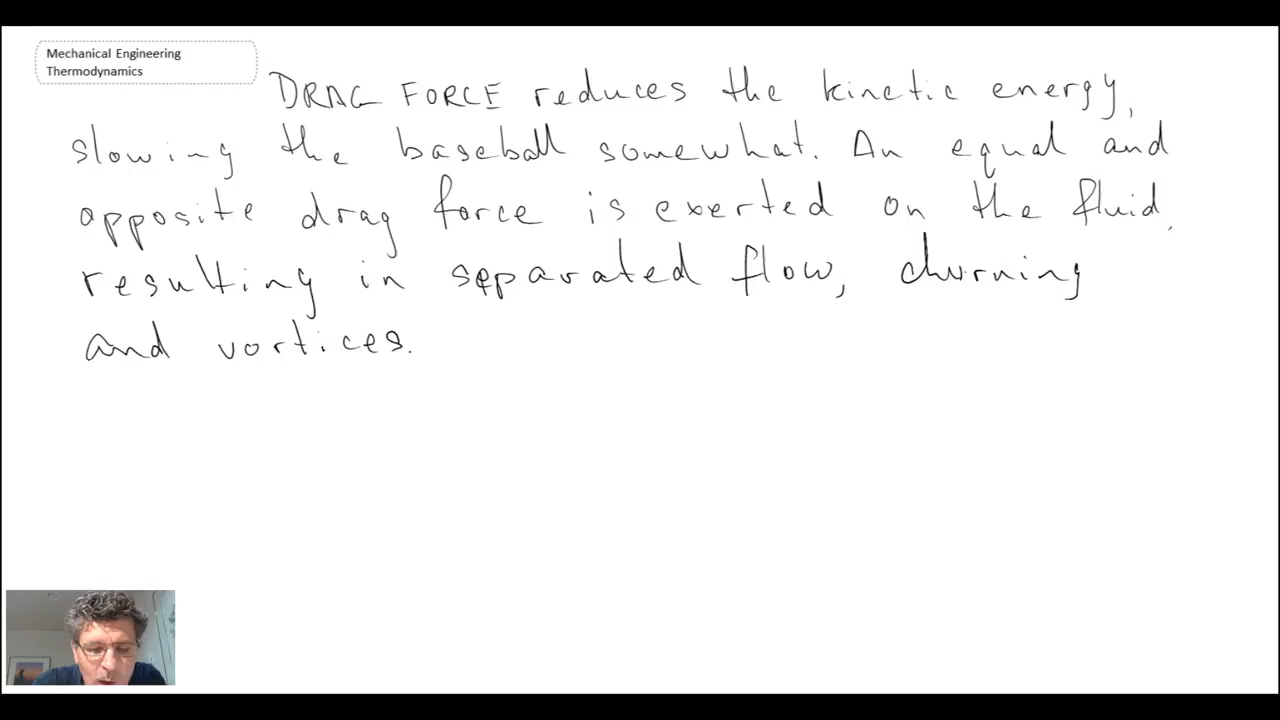 Mechanical Engineering
Thermodynamics
DRAG FORCE reduces the kinetic energy,
slowing the baseball somewhat. An equal and
opposite drag force is exerted on the fluid,
resulting in separated flow, churning
and vortices.